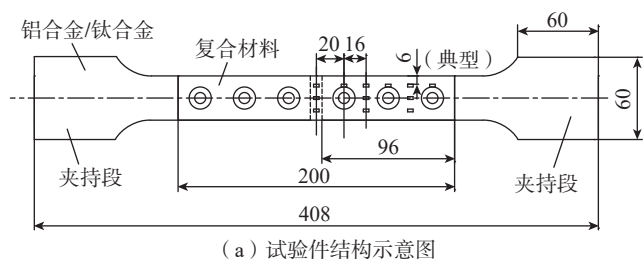 铝合金/钛合金
复合材料
20
16
6
（典型）
60
60
夹持段
96
夹持段
200
408
（a）试验件结构示意图